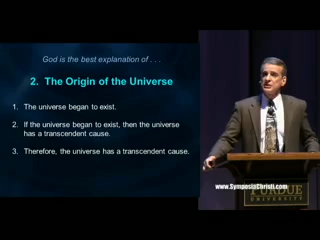 God is the best explanation of . . .
2. The Origin of the Universe
1. The universe began to exist.
2. If the universe began to exist, then the universe
has a transcendent cause.
3. Therefore, the universe has a transcendent cause.
www.SymposiaChristi.com
PURDUE
UNIVERSITY